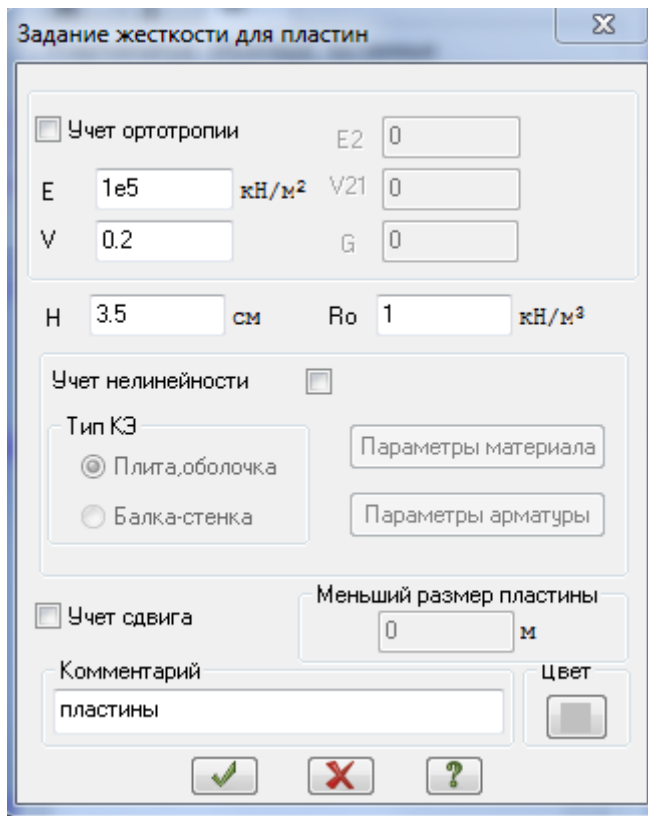 Задание жесткости для пластин
Учет ортотропии
E2 0
E 1e5 кН/м²
V21 0
V 0.2
G 0
H 3.5 см Ro 1 кН/м³
Учет нелинейности
Тип КЭ
Плита,оболочка
Балка-стенка
Параметры материала
Параметры арматуры
Учет сдвига
Меньший размер пластины
0 м
Комментарий
пластины
Цвет
?